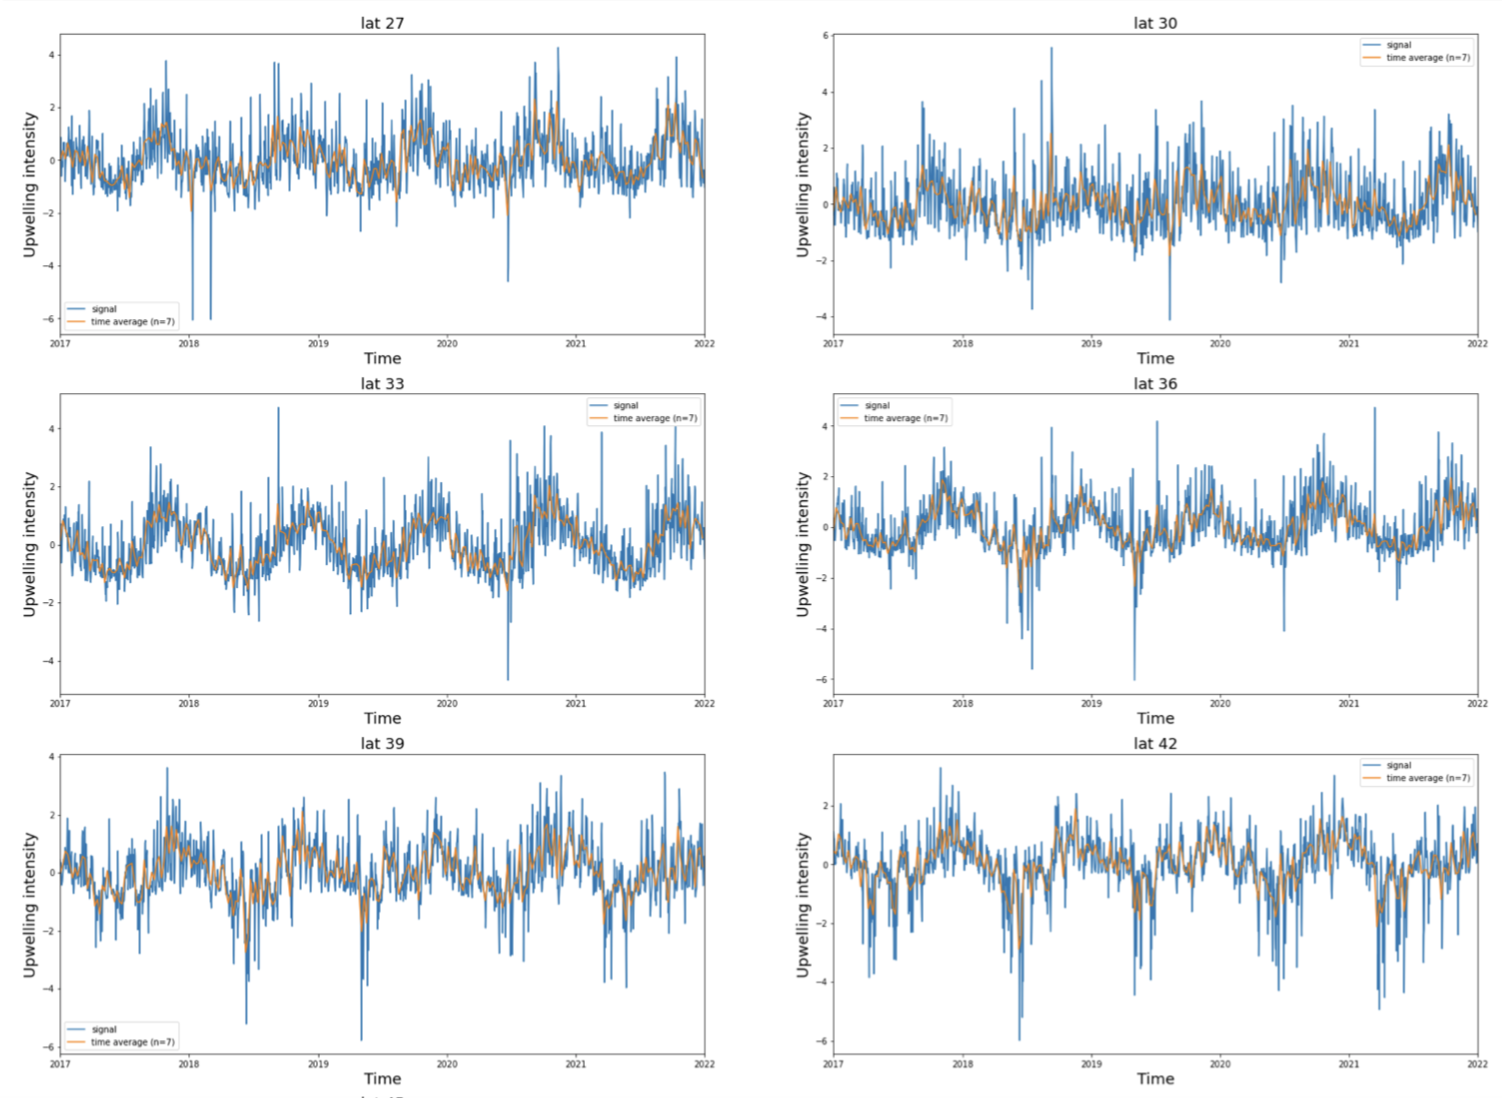 lat 27
Upwelling intensity
4
2
0
−2
−4
−6
signal
time average (n=7)
2017 2018 2019 2020 2021 2022
Time
lat 30
Upwelling intensity
6
4
2
0
−2
−4
signal
time average (n=7)
2017 2018 2019 2020 2021 2022
Time
lat 33
Upwelling intensity
4
2
0
−2
−4
signal
time average (n=7)
2017 2018 2019 2020 2021 2022
Time
lat 36
Upwelling intensity
4
2
0
−2
−4
−6
signal
time average (n=7)
2017 2018 2019 2020 2021 2022
Time
lat 39
Upwelling intensity
4
2
0
−2
−4
−6
signal
time average (n=7)
2017 2018 2019 2020 2021 2022
Time
lat 42
Upwelling intensity
2
0
−2
−4
−6
signal
time average (n=7)
2017 2018 2019 2020 2021 2022
Time